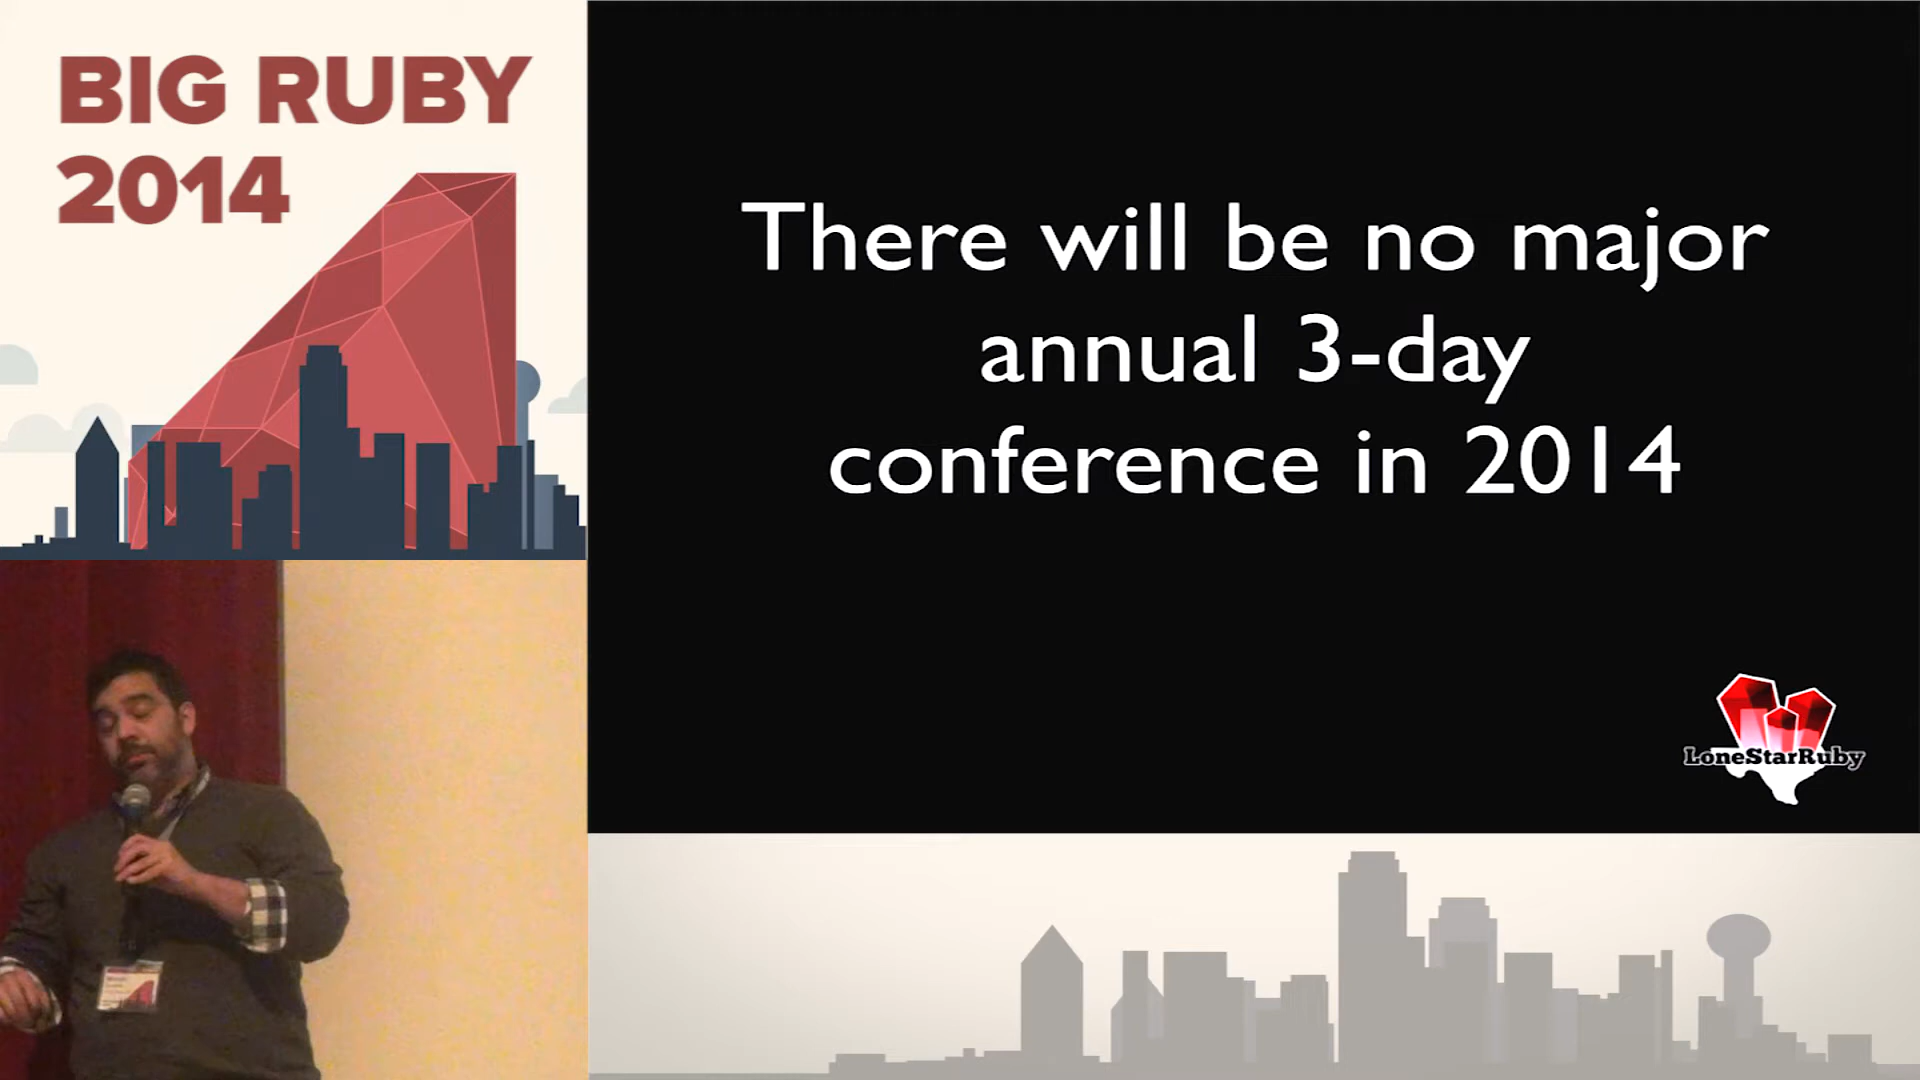 BIG RUBY
2014
There will be no major
annual 3-day
conference in 2014
LoneStarRuby